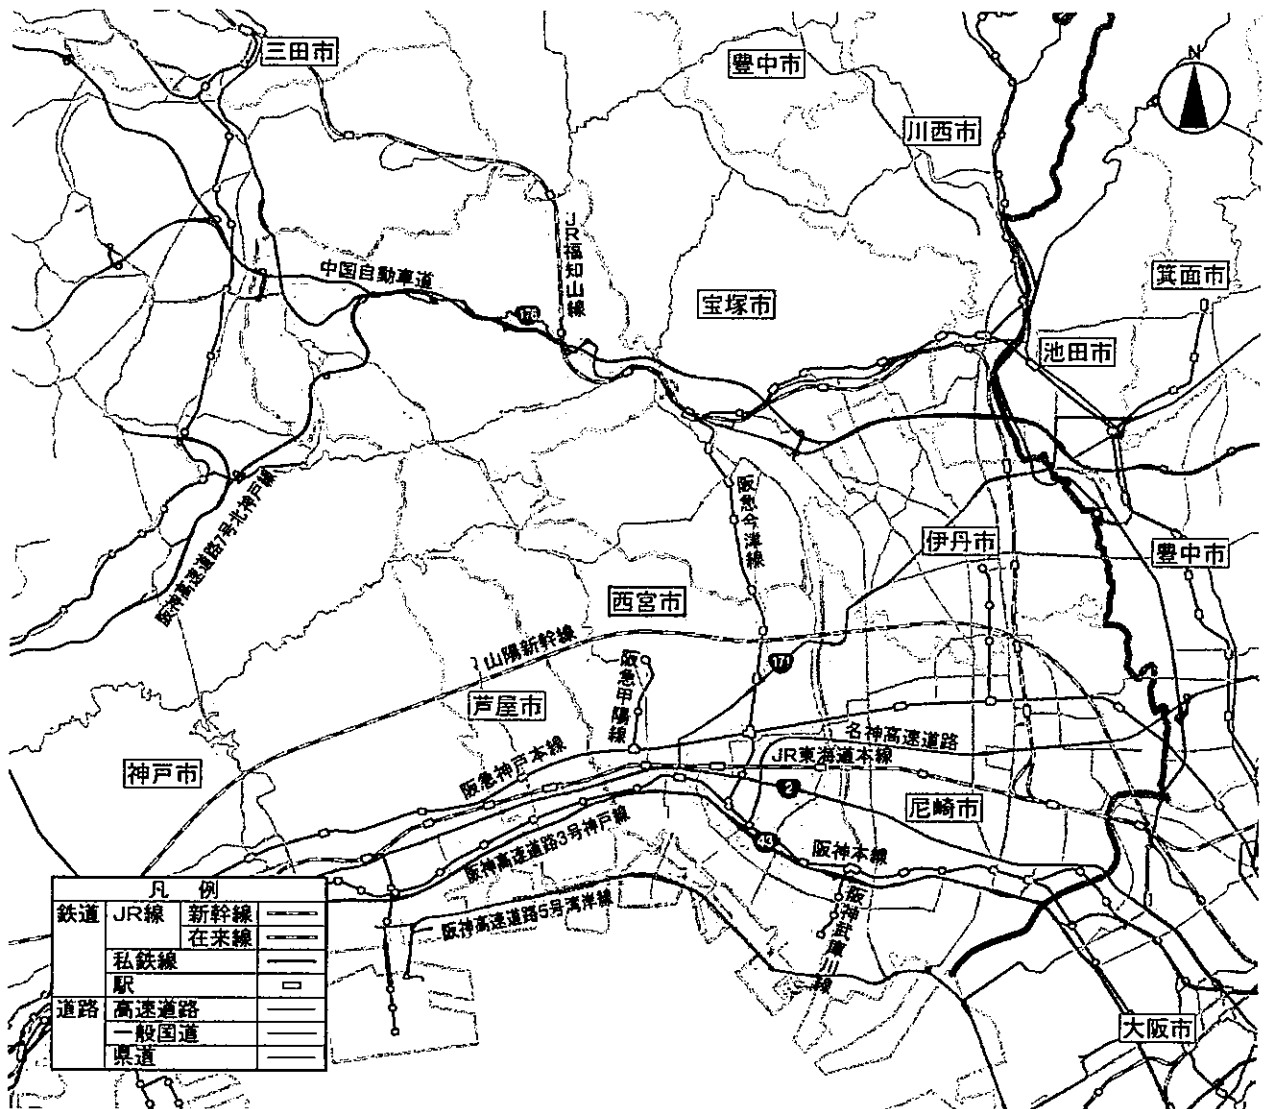 三田市
豊中市
N
川西市
JR福知山線
中国自動車道
176
宝塚市
箕面市
池田市
阪急今津線
伊丹市
豊中市
阪神高速道路7号北神戸線
西宮市
山陽新幹線
阪急甲陽線
171
芦屋市
名神高速道路
JR東海道本線
神戸市
阪急神戸本線
2
尼崎市
阪神高速道路3号神戸線
43
阪神本線
阪神武庫川線
阪神高速道路5号湾岸線
大阪市
凡 例
鉄道 JR線 新幹線
在来線
私鉄線
駅
道路 高速道路
一般国道
県道